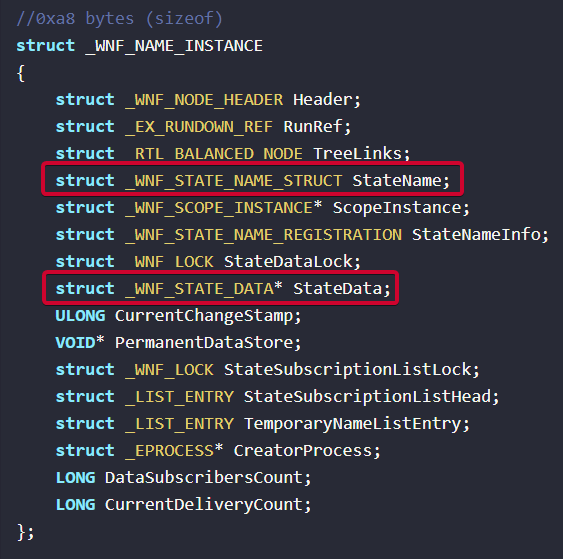 //0xa8 bytes (sizeof)
struct _WNF_NAME_INSTANCE
{
    struct _WNF_NODE_HEADER Header;
    struct _EX_RUNDOWN_REF RunRef;
    struct _RTL_BALANCED_NODE TreeLinks;
    struct _WNF_STATE_NAME_STRUCT StateName;
    struct _WNF_SCOPE_INSTANCE* ScopeInstance;
    struct _WNF_STATE_NAME_REGISTRATION StateNameInfo;
    struct _WNF_LOCK StateDataLock;
    struct _WNF_STATE_DATA* StateData;
    ULONG CurrentChangeStamp;
    VOID* PermanentDataStore;
    struct _WNF_LOCK StateSubscriptionListLock;
    struct _LIST_ENTRY StateSubscriptionListHead;
    struct _LIST_ENTRY TemporaryNameListEntry;
    struct _EPROCESS* CreatorProcess;
    LONG DataSubscribersCount;
    LONG CurrentDeliveryCount;
};